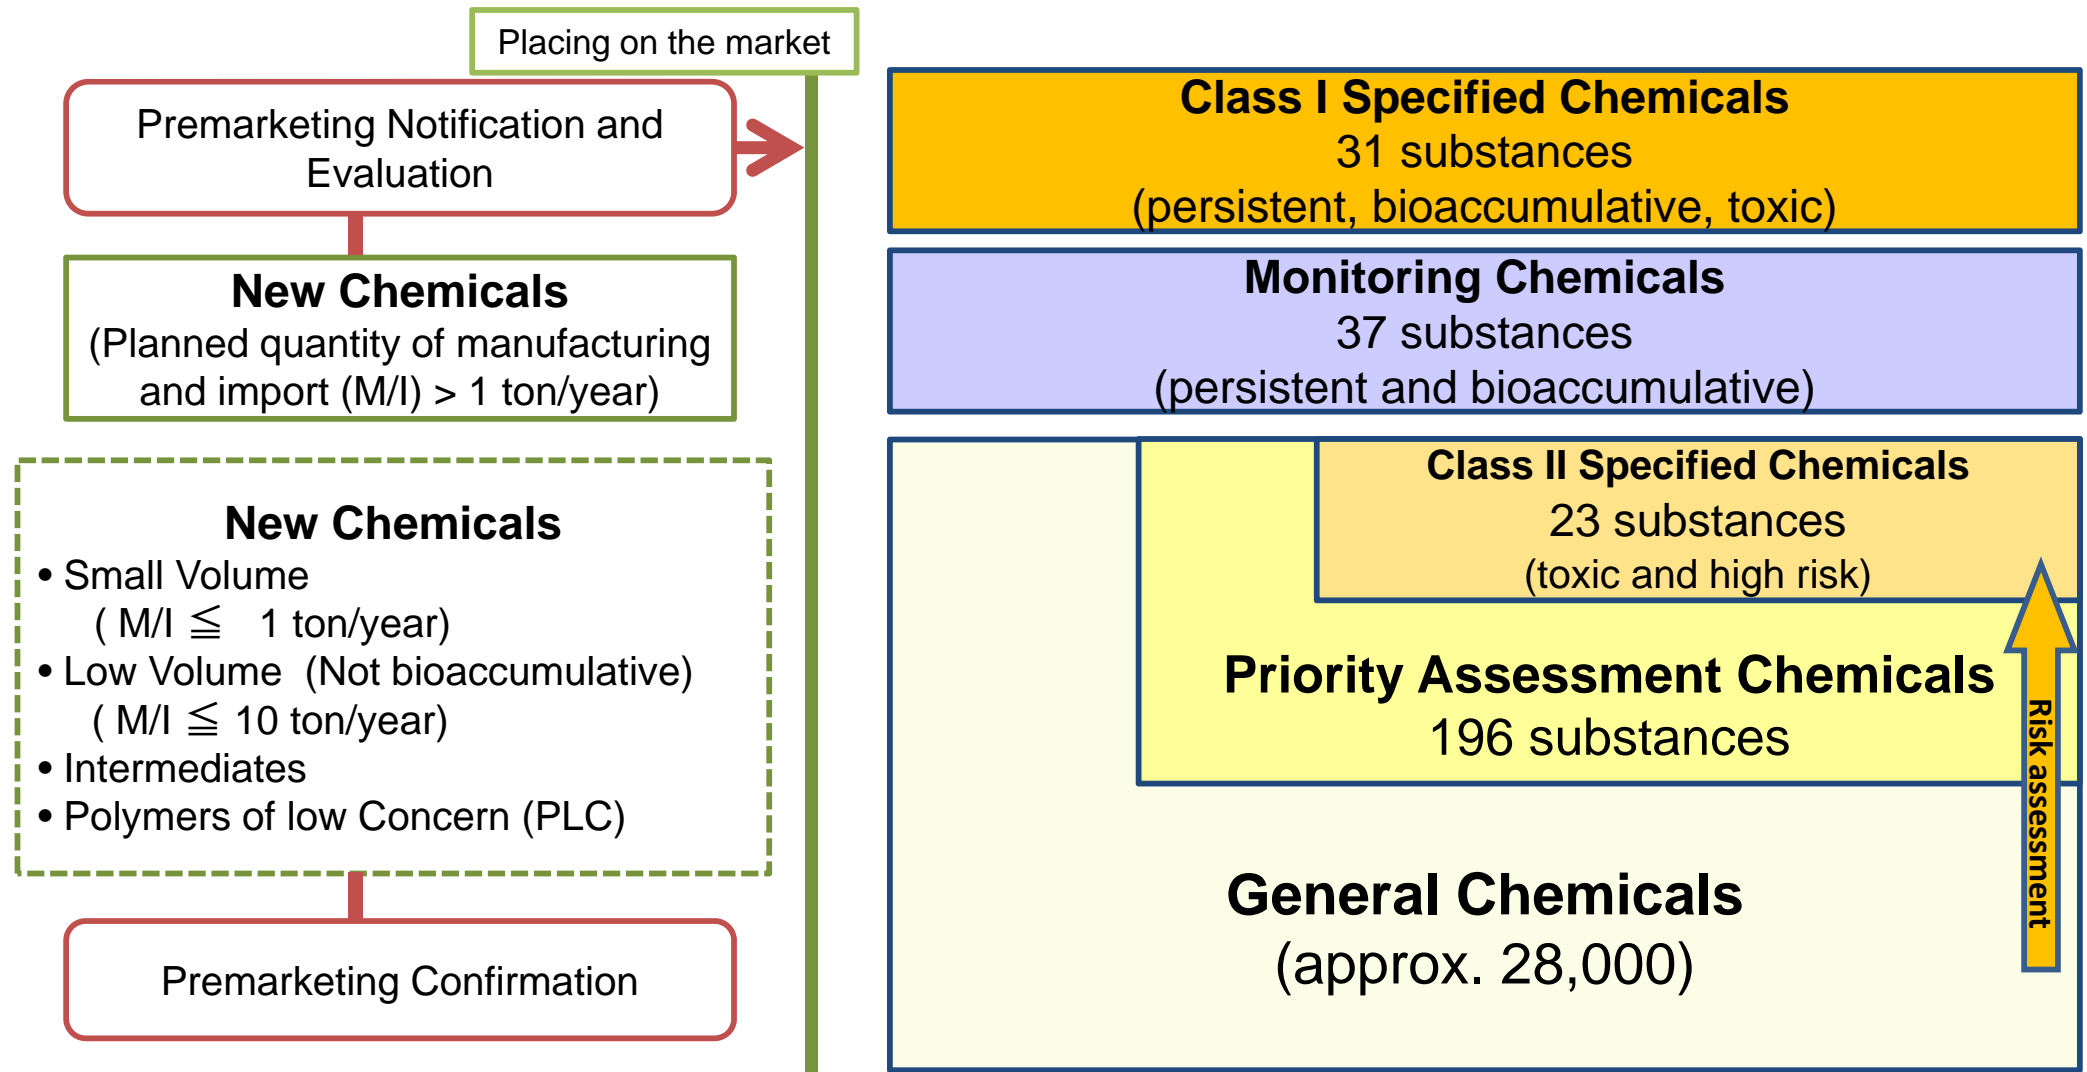 Placing on the market
Premarketing Notification and
Evaluation
New Chemicals
(Planned quantity of manufacturing
and import (M/I) > 1 ton/year)
New Chemicals
• Small Volume
( M/I ≦ 1 ton/year)
• Low Volume (Not bioaccumulative)
( M/I ≦ 10 ton/year)
• Intermediates
• Polymers of low Concern (PLC)
Premarketing Confirmation
Class I Specified Chemicals
31 substances
(persistent, bioaccumulative, toxic)
Monitoring Chemicals
37 substances
(persistent and bioaccumulative)
Class II Specified Chemicals
23 substances
(toxic and high risk)
Priority Assessment Chemicals
196 substances
General Chemicals
(approx. 28,000)
Risk assessment